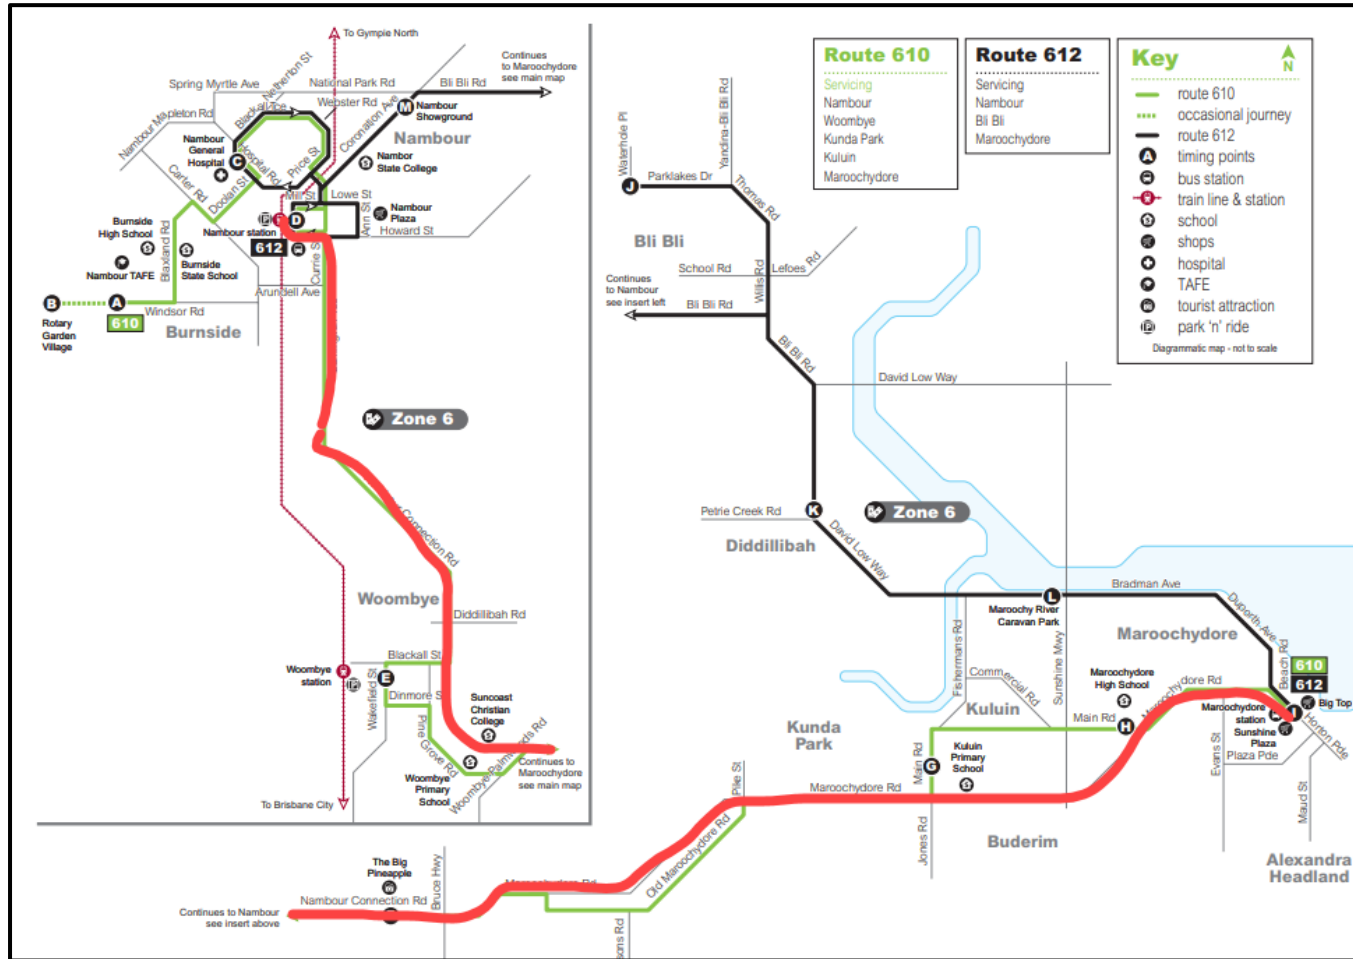 To Gympie North
Continues
to Maroochydore
see main map
Spring Myrtle Ave
Netherton St
National Park Rd
Bli Bli Rd
Nambour Mapleton Rd
Blackall Tce
Webster Rd
Coronation Ave
M
Nambour
Showground
Nambour
Nambour
General
Hospital
C
Hospital Rd
Price St
Nambor
State College
Carter Rd
Doolan St
Mill St
Lowe St
Ann St
Nambour
Plaza
Howard St
D
Nambour station
612
Currie St
Burnside
High School
Blaxland Rd
Burnside
State School
Nambour TAFE
Arundell Ave
B
A
Windsor Rd
610
Rotary
Garden
Village
Burnside
Zone 6
Connection Rd
Woombye
Diddillibah Rd
Blackall St
Woombye
station
E
Wakefield St
Dinmore St
Suncoast
Christian
College
Pine Grove Rd
Woombye
Primary
School
Woombye-Palmwoods Rd
Continues to
Maroochydore
see main map
To Brisbane City
Route 610
Servicing
Nambour
Woombye
Kunda Park
Kuluin
Maroochydore
Route 612
Servicing
Nambour
Bli Bli
Maroochydore
Key
N
route 610
occasional journey
route 612
A timing points
bus station
train line & station
school
shops
hospital
TAFE
tourist attraction
park 'n' ride
Diagrammatic map - not to scale
Waterhole Pl
Yandina-Bli Bli Rd
J
Parklakes Dr
Thomas Rd
Bli Bli
School Rd
Willis Rd
Lefoes Rd
Continues
to Nambour
see insert left
Bli Bli Rd
Bli Bli Rd
David Low Way
Petrie Creek Rd
K
Zone 6
Diddillibah
David Low Way
Bradman Ave
L
Maroochy River
Caravan Park
Duporth Ave
Maroochydore
Fishermans Rd
Sunshine Mwy
Beach Rd
610
612
Commercial Rd
Maroochydore
High School
Maroochydore Rd
Big Top
Kuluin
Main Rd
H
Maroochydore
station
I
Sunshine
Plaza
Horton Pde
Kunda
Park
Main Rd
G
Kuluin
Primary
School
Evans St
Plaza Pde
Pike St
Maroochydore Rd
Maud St
Jones Rd
Buderim
Alexandra
Headland
Old Maroochydore Rd
The Big
Pineapple
Bruce Hwy
Maroochydore Rd
Nambour Connection Rd
Continues to Nambour
see insert above
sons Rd